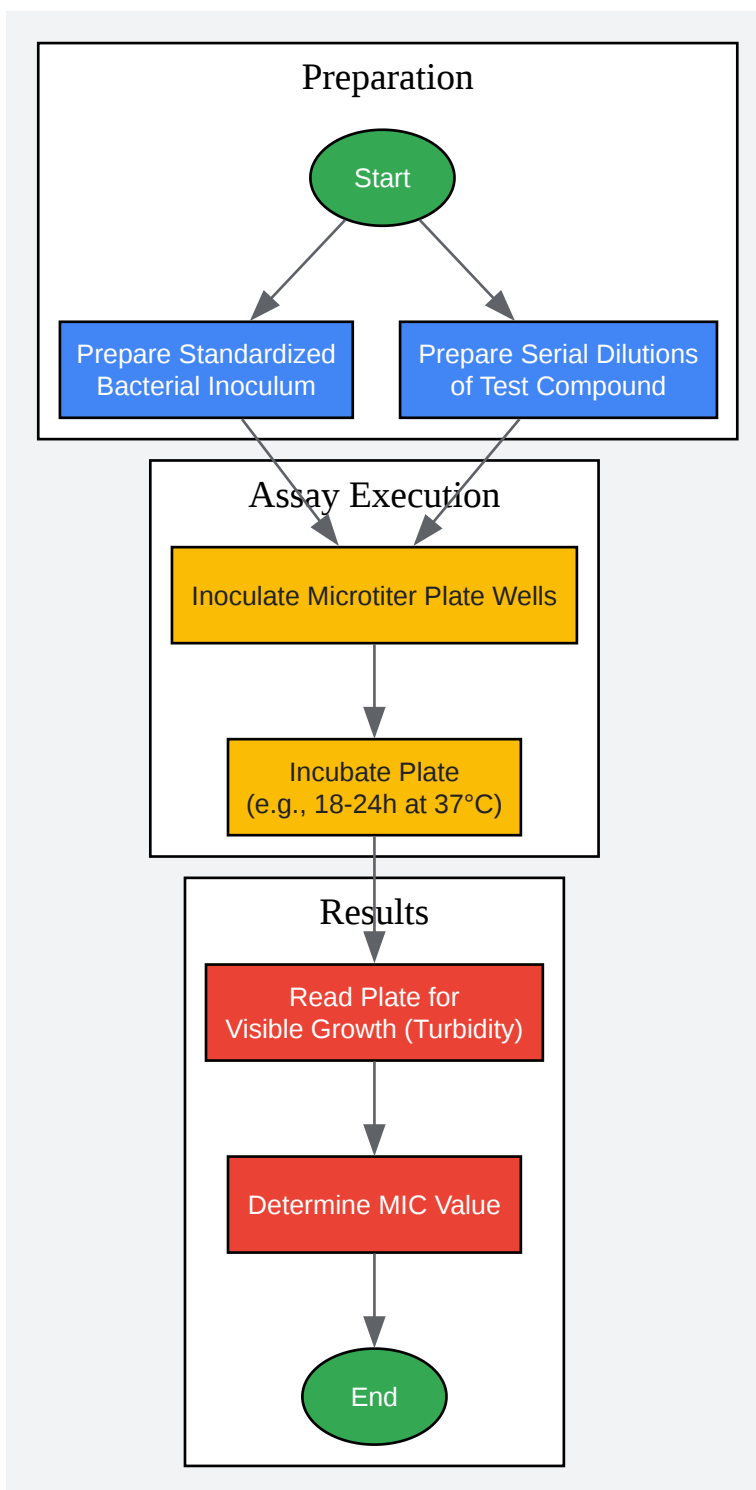 Preparation
Start
Prepare Standardized
Bacterial Inoculum
Prepare Serial Dilutions
of Test Compound
Assay Execution
Inoculate Microtiter Plate Wells
Incubate Plate
(e.g., 18-24h at 37°C)
Results
Read Plate for
Visible Growth (Turbidity)
Determine MIC Value
End